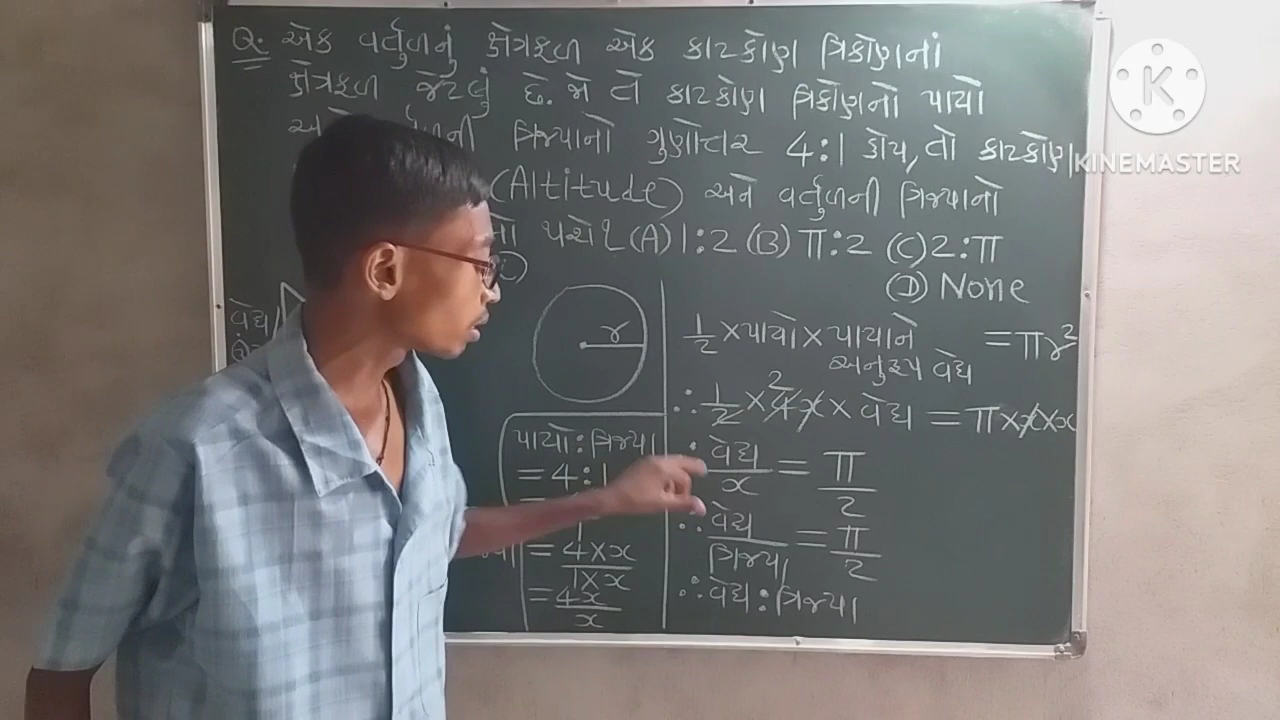 Q. એક વર્તુળનું ક્ષેત્રફળ એક કાટકોણ ત્રિકોણનાં
ક્ષેત્રફળ જેટલું છે. જો તે કાટકોણ ત્રિકોણનો પાયો
ત્રિજ્યાનો ગુણોત્તર 4:1 હોય, તો કાટકોણ
(Altitude) અને વર્તુળની ત્રિજ્યાનો
થશે? (A) 1:2 (B) π:2 (C) 2:π
(D) None
વેધ
r
પાયો : ત્રિજ્યા
= 4:1
= 4×x
1×x
= 4x
x
1/2 × પાયો × પાયાને = πr²
અનુરૂપ વેધ
∴ 1/2 × 4x × વેધ = π×x×x
2
∴ વેધ/x = π/2
∴ વેધ/ત્રિજ્યા = π/2
∴ વેધ : ત્રિજ્યા
K
KINEMASTER